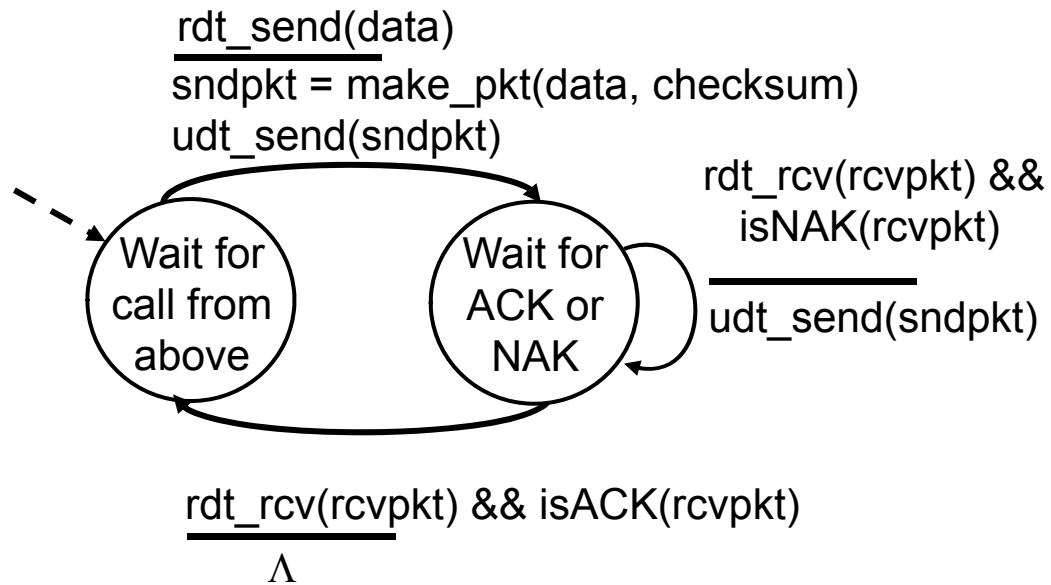 rdt_send(data)
sndpkt = make_pkt(data, checksum)
udt_send(sndpkt)
Wait for
call from
above
Wait for
ACK or
NAK
rdt_rcv(rcvpkt) &&
isNAK(rcvpkt)
udt_send(sndpkt)
rdt_rcv(rcvpkt) && isACK(rcvpkt)
Λ